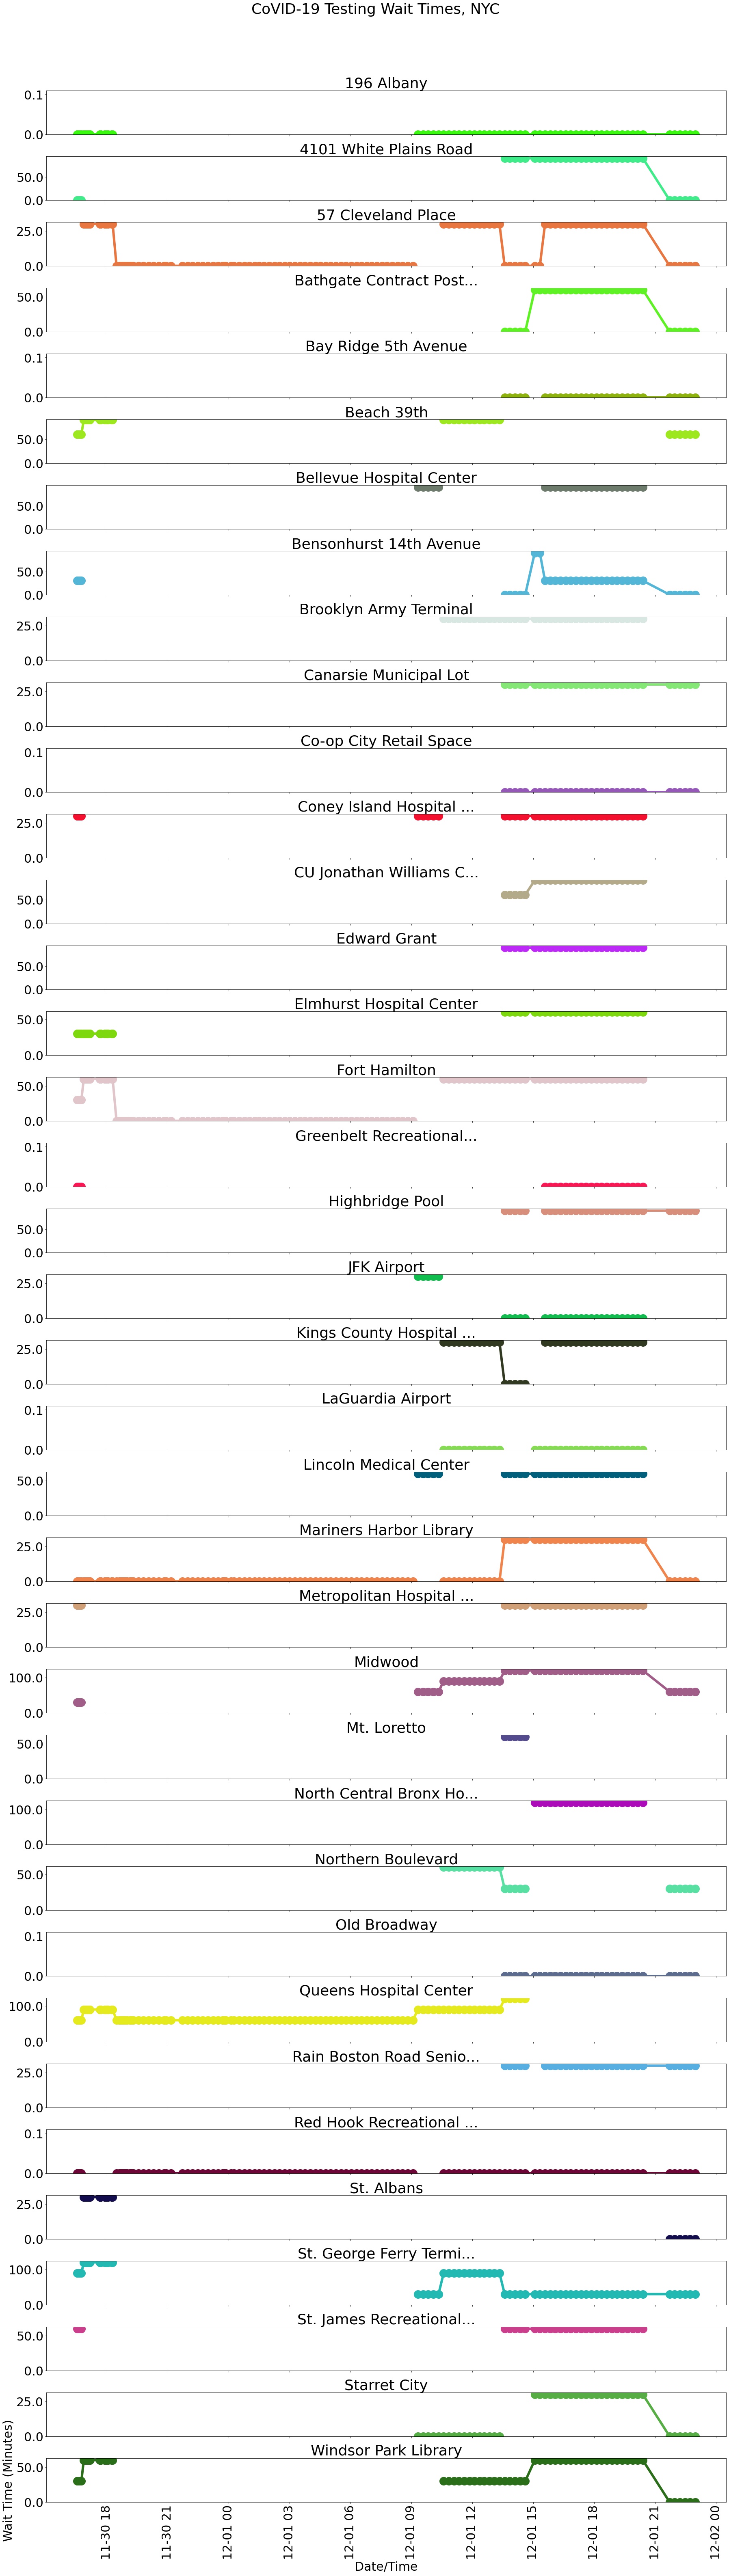 CoVID-19 Testing Wait Times, NYC
196 Albany
0.1
0.0
4101 White Plains Road
50.0
0.0
57 Cleveland Place
25.0
0.0
Bathgate Contract Post...
50.0
0.0
Bay Ridge 5th Avenue
0.1
0.0
Beach 39th
50.0
0.0
Bellevue Hospital Center
50.0
0.0
Bensonhurst 14th Avenue
50.0
0.0
Brooklyn Army Terminal
25.0
0.0
Canarsie Municipal Lot
25.0
0.0
Co-op City Retail Space
0.1
0.0
Coney Island Hospital ...
25.0
0.0
CU Jonathan Williams C...
50.0
0.0
Edward Grant
50.0
0.0
Elmhurst Hospital Center
50.0
0.0
Fort Hamilton
50.0
0.0
Greenbelt Recreational...
0.1
0.0
Highbridge Pool
50.0
0.0
JFK Airport
25.0
0.0
Kings County Hospital ...
25.0
0.0
LaGuardia Airport
0.1
0.0
Lincoln Medical Center
50.0
0.0
Mariners Harbor Library
25.0
0.0
Metropolitan Hospital ...
25.0
0.0
Midwood
100.0
0.0
Mt. Loretto
50.0
0.0
North Central Bronx Ho...
100.0
0.0
Northern Boulevard
50.0
0.0
Old Broadway
0.1
0.0
Queens Hospital Center
100.0
0.0
Rain Boston Road Senio...
25.0
0.0
Red Hook Recreational ...
0.1
0.0
St. Albans
25.0
0.0
St. George Ferry Termi...
100.0
0.0
St. James Recreational...
50.0
0.0
Starret City
25.0
0.0
Windsor Park Library
50.0
0.0
Wait Time (Minutes)
11-30 18
11-30 21
12-01 00
12-01 03
12-01 06
12-01 09
12-01 12
12-01 15
12-01 18
12-01 21
12-02 00
Date/Time